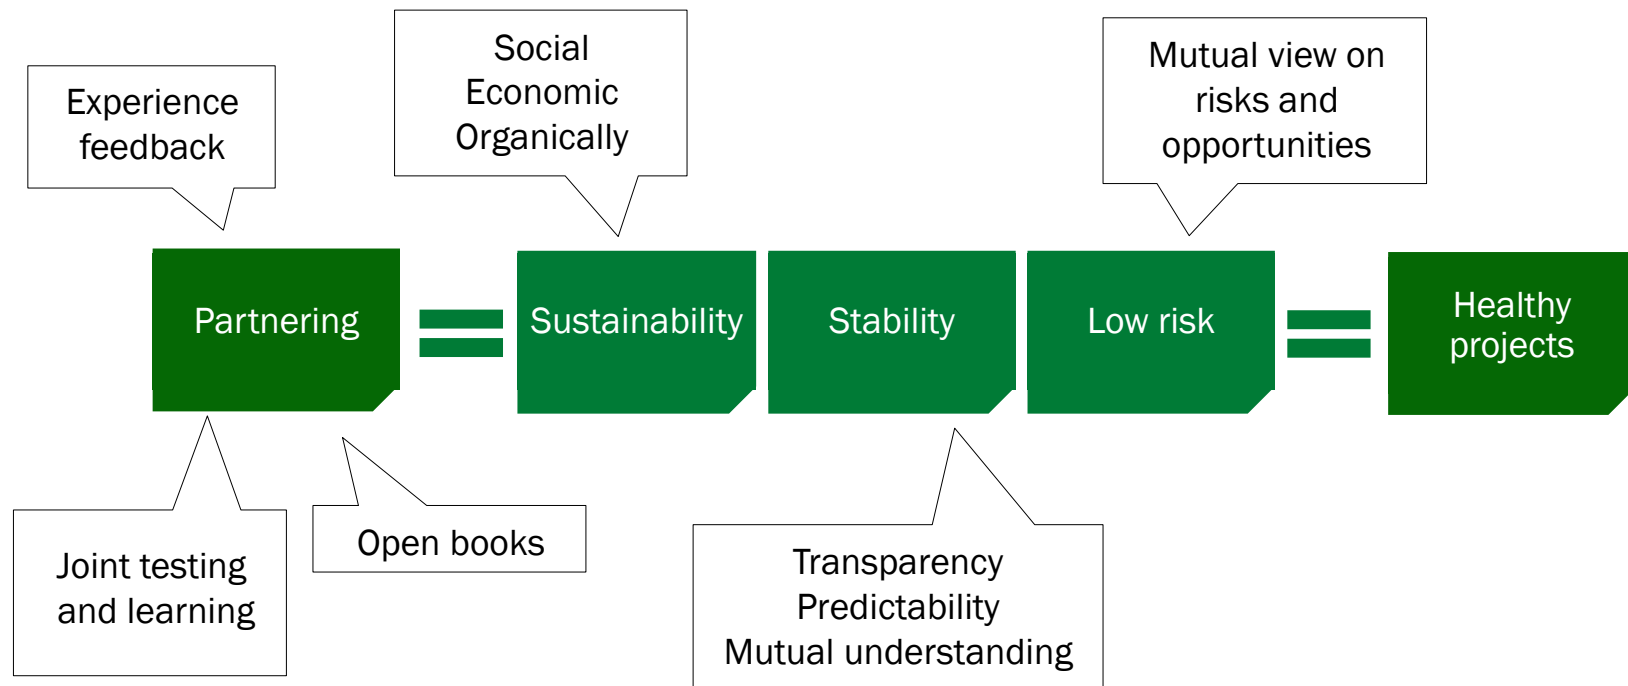 Social
Economic
Organically
Mutual view on
risks and
opportunities
Experience
feedback
Partnering
Sustainability
Stability
Low risk
Healthy
projects
Joint testing
and learning
Open books
Transparency
Predictability
Mutual understanding